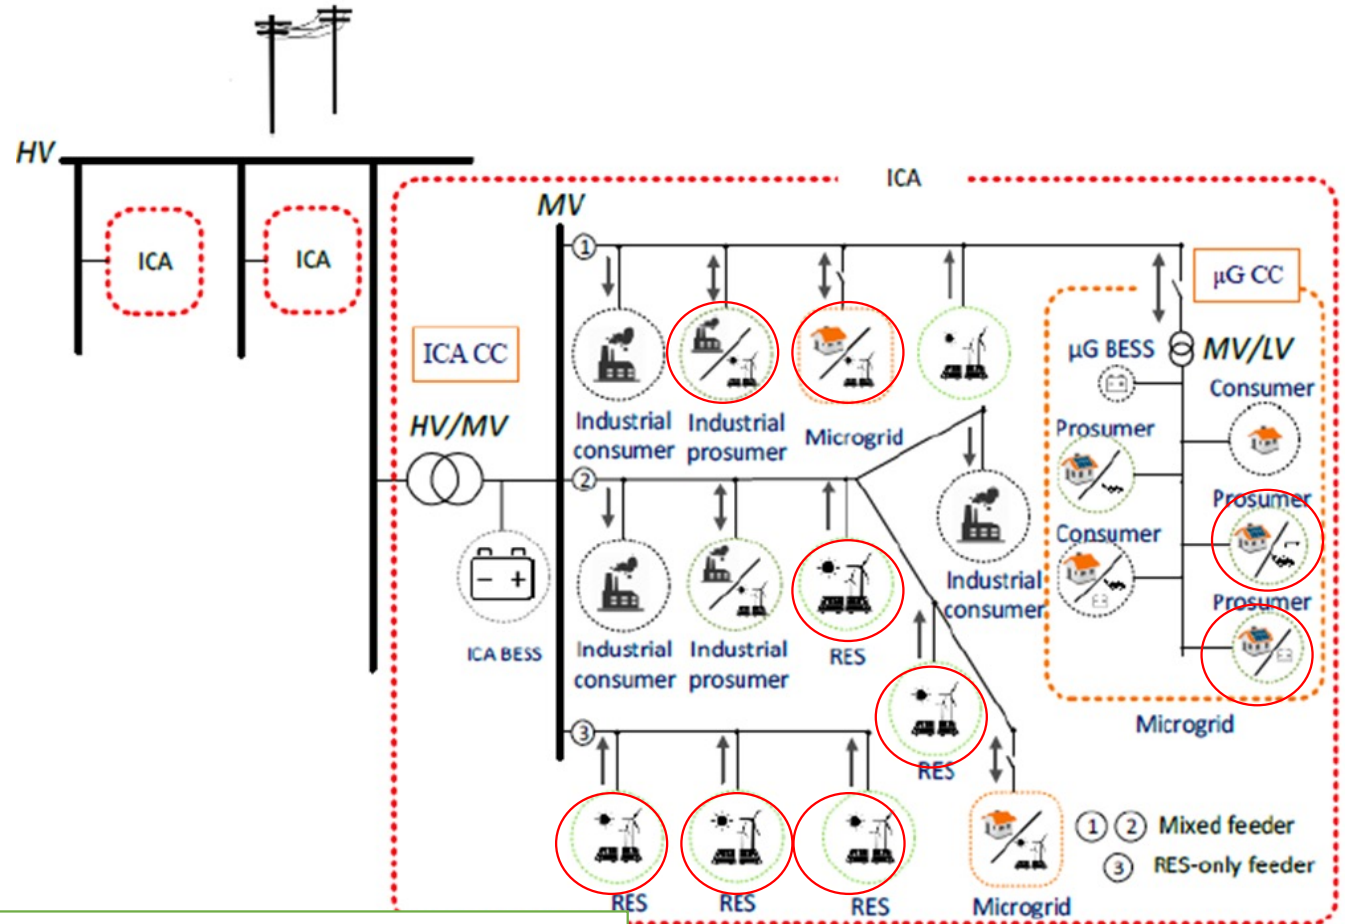 HV
ICA
ICA
ICA
MV
1
μG CC
ICA CC
μG BESS
MV/LV
Consumer
Industrial
consumer
Industrial
prosumer
Microgrid
HV/MV
Prosumer
2
Prosumer
Consumer
Industrial
consumer
Prosumer
ICA BESS
Industrial
consumer
Industrial
prosumer
RES
Microgrid
3
RES
1 2 Mixed feeder
3 RES-only feeder
RES
RES
RES
Microgrid